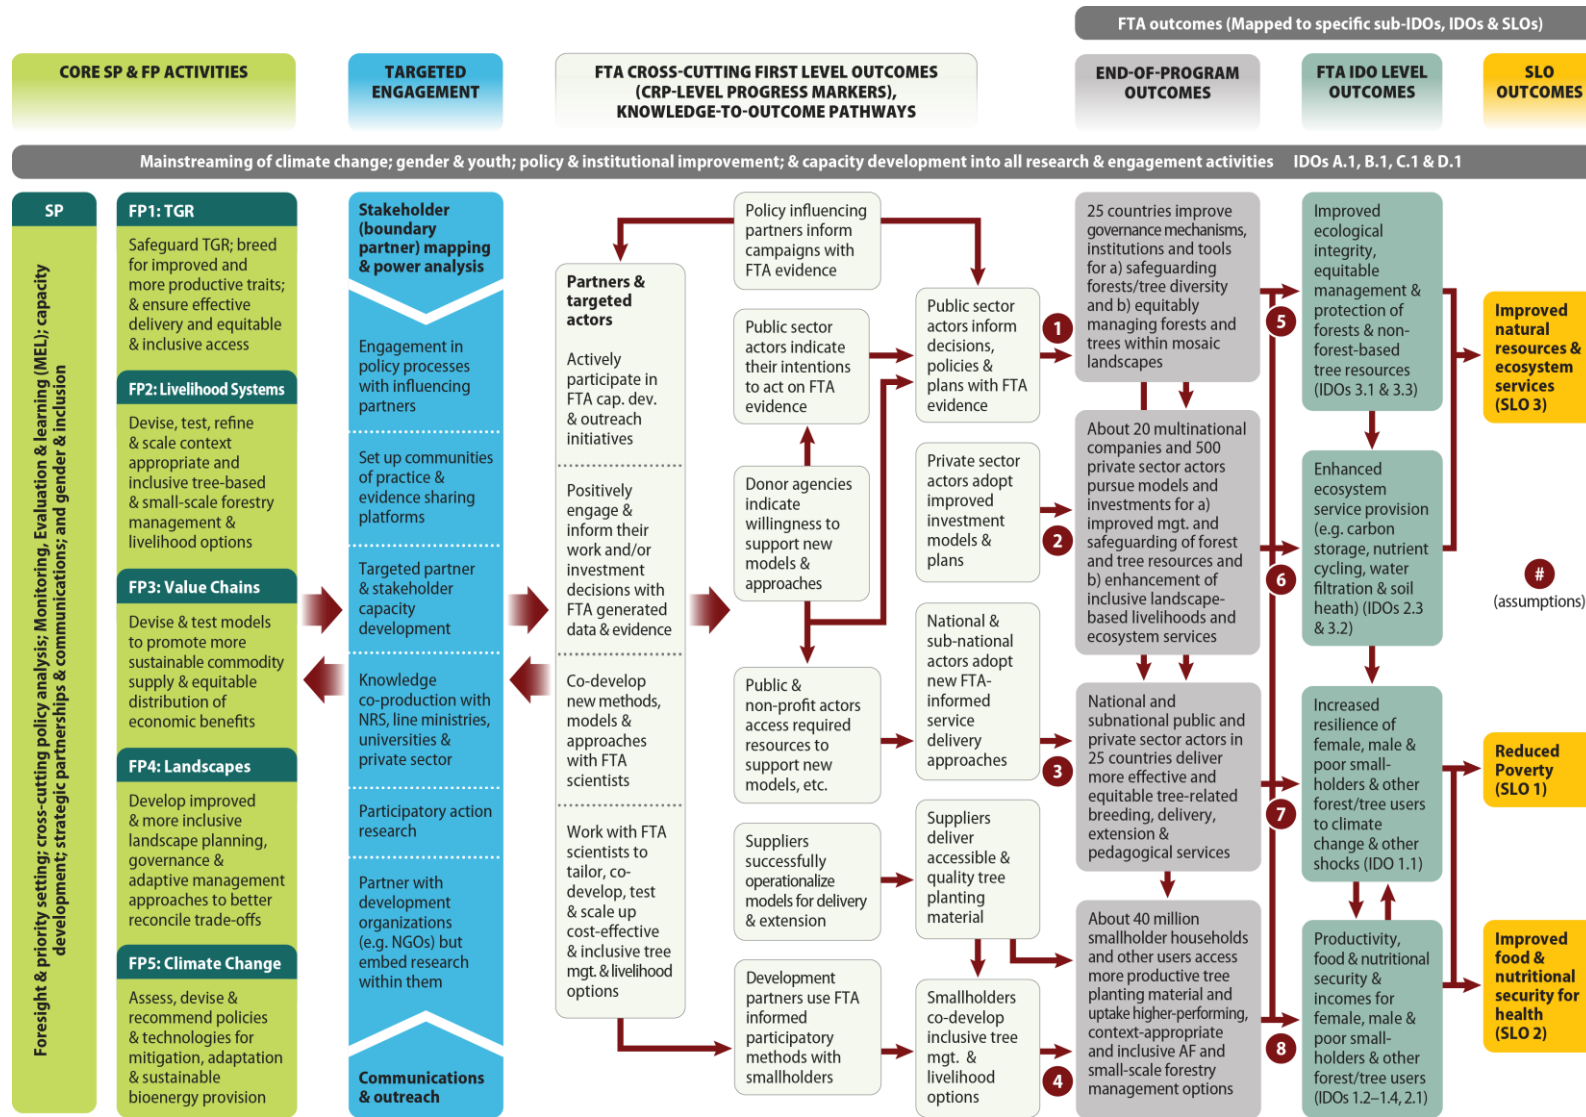 FTA outcomes (Mapped to specific sub-IDOs, IDOs & SLOs)
CORE SP & FP ACTIVITIES
TARGETED
ENGAGEMENT
FTA CROSS-CUTTING FIRST LEVEL OUTCOMES
(CRP-LEVEL PROGRESS MARKERS),
KNOWLEDGE-TO-OUTCOME PATHWAYS
END-OF-PROGRAM
OUTCOMES
FTA IDO LEVEL
OUTCOMES
SLO
OUTCOMES
Mainstreaming of climate change; gender & youth; policy & institutional improvement; & capacity development into all research & engagement activities IDOs A.1, B.1, C.1 & D.1
SP
Foresight & priority setting; cross-cutting policy analysis; Monitoring, Evaluation & learning (MEL); capacity
development; strategic partnerships & communications; and gender & inclusion
FP1: TGR
Safeguard TGR; breed
for improved and
more productive traits;
& ensure effective
delivery and equitable
& inclusive access
FP2: Livelihood Systems
Devise, test, refine
& scale context
appropriate and
inclusive tree-based
& small-scale forestry
management &
livelihood options
FP3: Value Chains
Devise & test models
to promote more
sustainable commodity
supply & equitable
distribution of
economic benefits
FP4: Landscapes
Develop improved
& more inclusive
landscape planning,
governance &
adaptive management
approaches to better
reconcile trade-offs
FP5: Climate Change
Assess, devise &
recommend policies
& technologies for
mitigation, adaptation
& sustainable
bioenergy provision
Stakeholder
(boundary
partner) mapping
& power analysis
Engagement in
policy processes
with influencing
partners
Set up communities
of practice &
evidence sharing
platforms
Targeted partner
& stakeholder
capacity
development
Knowledge
co-production with
NRS, line ministries,
universities &
private sector
Participatory action
research
Partner with
development
organizations
(e.g. NGOs) but
embed research
within them
Communications
& outreach
Partners &
targeted
actors
Actively
participate in
FTA cap. dev.
& outreach
initiatives
Positively
engage &
inform their
work and/or
investment
decisions with
FTA generated
data & evidence
Co-develop
new methods,
models &
approaches
with FTA
scientists
Work with FTA
scientists to
tailor, co-
develop, test
& scale up
cost-effective
& inclusive tree
mgt. & livelihood
options
Policy influencing
partners inform
campaigns with
FTA evidence
Public sector
actors indicate
their intentions
to act on FTA
evidence
Donor agencies
indicate
willingness to
support new
models &
approaches
Public &
non-profit actors
access required
resources to
support new
models, etc.
Suppliers
successfully
operationalize
models for delivery
& extension
Development
partners use FTA
informed
participatory
methods with
smallholders
Public sector
actors inform
decisions,
policies &
plans with FTA
evidence
Private sector
actors adopt
improved
investment
models & plans
National &
sub-national
actors adopt
new FTA-
informed
service
delivery
approaches
Suppliers
deliver
accessible &
quality tree
planting
material
Smallholders
co-develop
inclusive tree
mgt. &
livelihood
options
1
2
3
4
25 countries improve
governance mechanisms,
institutions and tools
for a) safeguarding
forests/tree diversity
and b) equitably
managing forests and
trees within mosaic
landscapes
About 20 multinational
companies and 500
private sector actors
pursue models and
investments for a)
improved mgt. and
safeguarding of forest
and tree resources and
b) enhancement of
inclusive landscape-
based livelihoods and
ecosystem services
National and
subnational public and
private sector actors in
25 countries deliver
more effective and
equitable tree-related
breeding, delivery,
extension &
pedagogical services
About 40 million
smallholder households
and other users access
more productive tree
planting material and
uptake higher-performing,
context-appropriate
and inclusive AF and
small-scale forestry
management options
5
6
7
8
Improved
ecological
integrity,
equitable
management &
protection of
forests & non-
forest-based
tree resources
(IDOs 3.1 & 3.3)
Enhanced
ecosystem
service provision
(e.g. carbon
storage, nutrient
cycling, water
filtration & soil
heath) (IDOs 2.3
& 3.2)
Increased
resilience of
female, male &
poor small-
holders & other
forest/tree users
to climate
change & other
shocks (IDO 1.1)
Productivity,
food & nutritional
security &
incomes for
female, male &
poor small-
holders & other
forest/tree users
(IDOs 1.2–1.4, 2.1)
Improved
natural
resources &
ecosystem
services
(SLO 3)
#
(assumptions)
Reduced
Poverty
(SLO 1)
Improved
food &
nutritional
security for
health
(SLO 2)